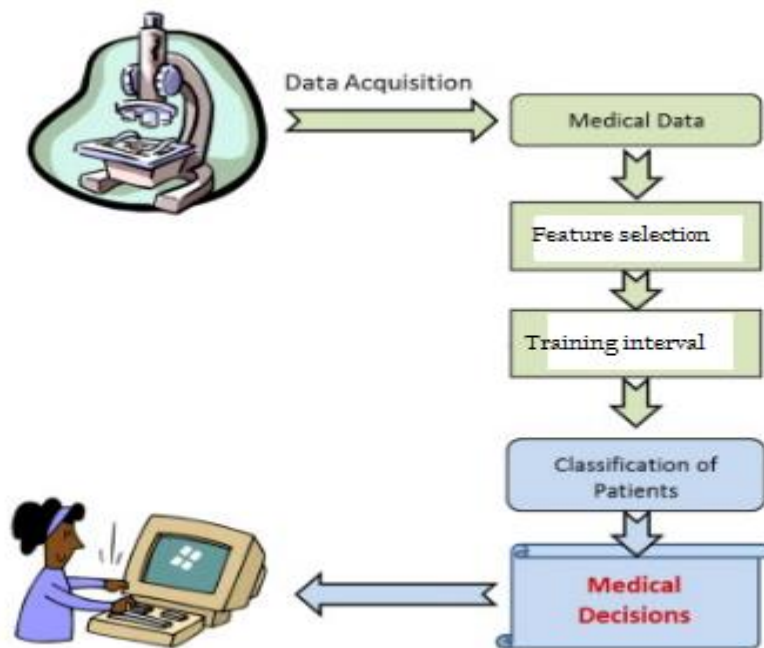 Data Acquisition
Medical Data
Feature selection
Training interval
Classification of
Patients
Medical
Decisions